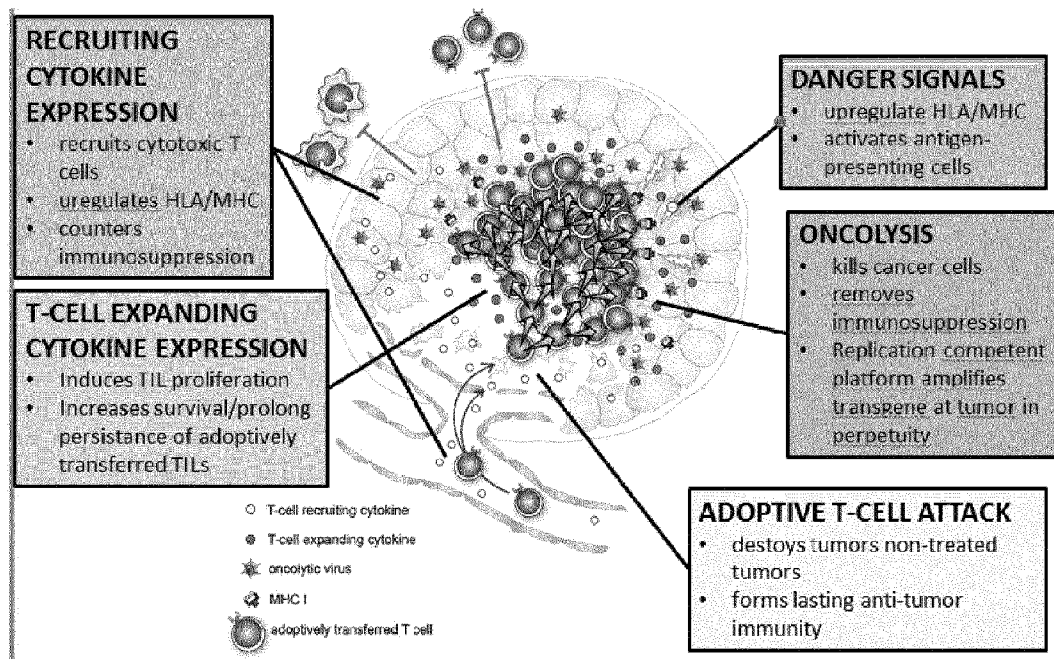 RECRUITING
CYTOKINE
EXPRESSION
• recruits cytotoxic T
cells
• uregulates HLA/MHC
• counters
immunosuppression
T-CELL EXPANDING
CYTOKINE EXPRESSION
• Induces TIL proliferation
• Increases survival/prolong
persistance of adoptively
transferred TILs
DANGER SIGNALS
• upregulate HLA/MHC
• activates antigen-
presenting cells
ONCOLYSIS
• kills cancer cells
• removes
immunosuppression
• Replication competent
platform amplifies
transgene at tumor in
perpetuity
ADOPTIVE T-CELL ATTACK
• destoys tumors non-treated
tumors
• forms lasting anti-tumor
immunity
T-cell recruiting cytokine
T-cell expanding cytokine
oncolytic virus
MHC I
adoptively transferred T cell